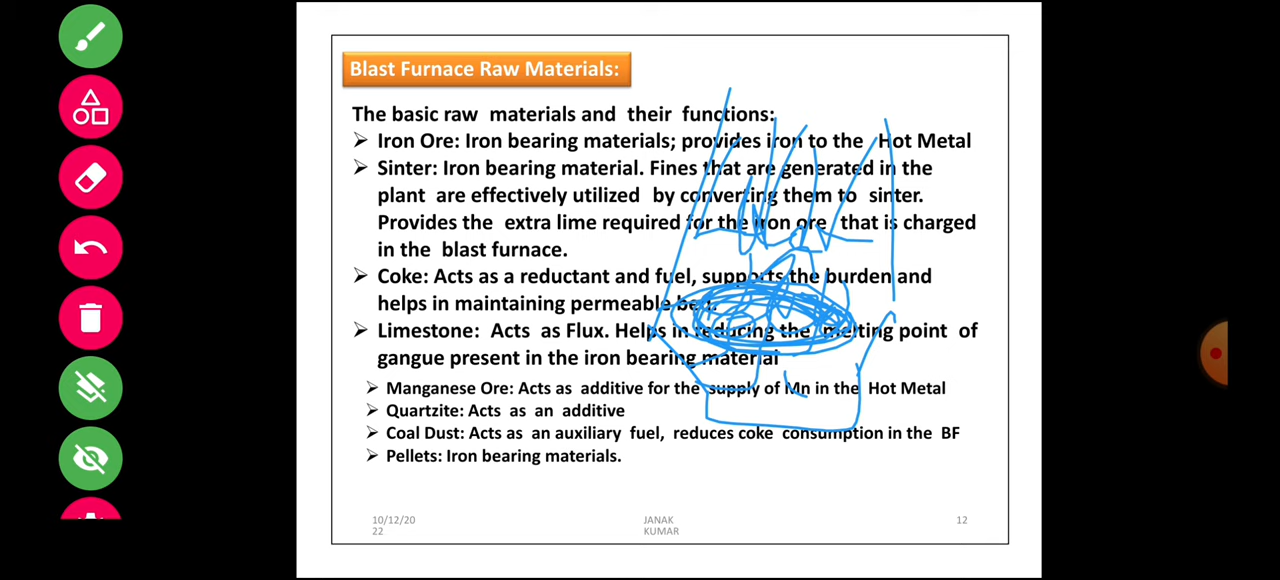 Blast Furnace Raw Materials:
The basic raw materials and their functions:
➢ Iron Ore: Iron bearing materials; provides iron to the Hot Metal
➢ Sinter: Iron bearing material. Fines that are generated in the
plant are effectively utilized by converting them to sinter.
Provides the extra lime required for the iron ore that is charged
in the blast furnace.
➢ Coke: Acts as a reductant and fuel, supports the burden and
helps in maintaining permeable bed.
➢ Limestone: Acts as Flux. Helps in reducing the melting point of
gangue present in the iron bearing material
➢ Manganese Ore: Acts as additive for the supply of Mn in the Hot Metal
➢ Quartzite: Acts as an additive
➢ Coal Dust: Acts as an auxiliary fuel, reduces coke consumption in the BF
➢ Pellets: Iron bearing materials.
10/12/20
22
JANAK
KUMAR
12